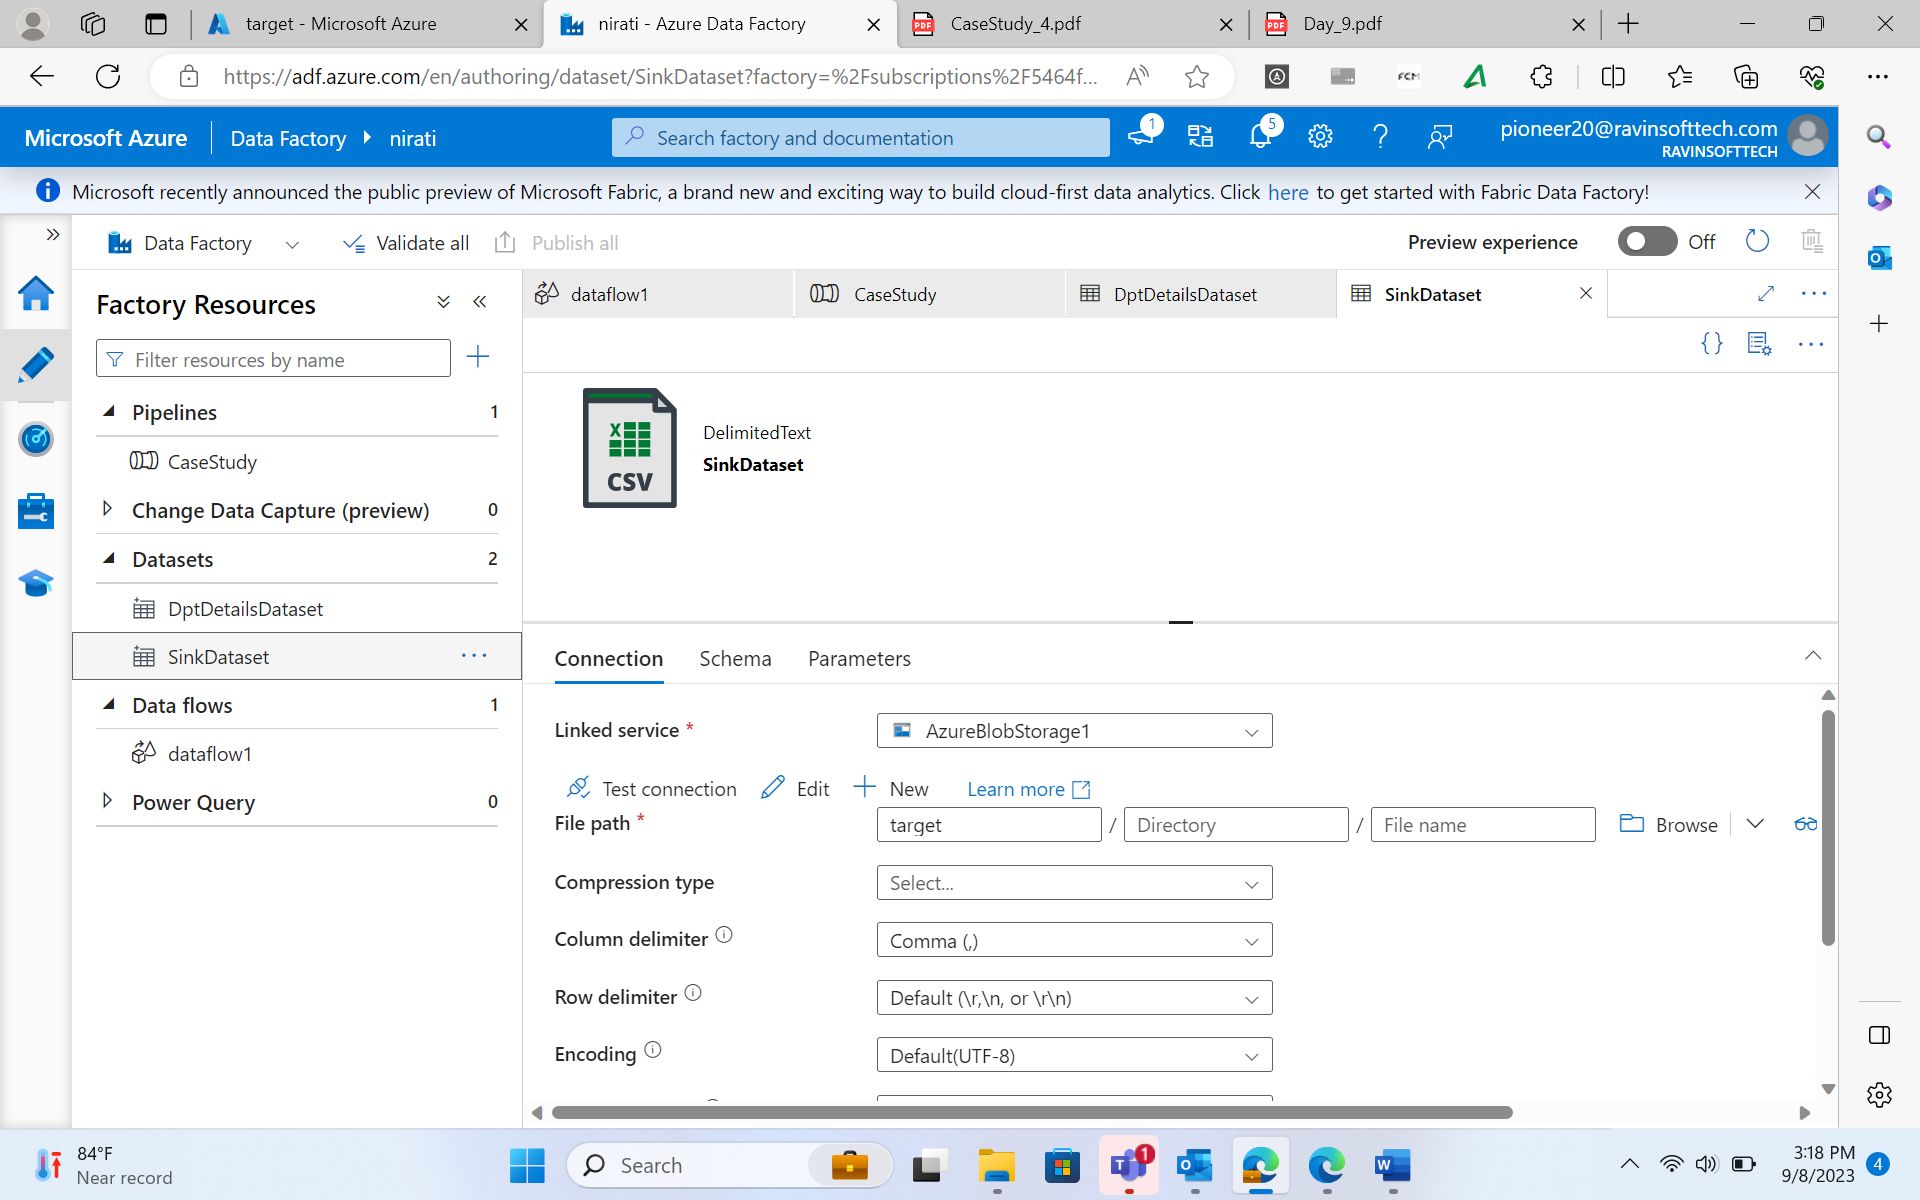 target - Microsoft Azure
nirati - Azure Data Factory
CaseStudy_4.pdf
Day_9.pdf
https://adf.azure.com/en/authoring/dataset/SinkDataset?factory=%2Fsubscriptions%2F5464f...
FCM
Microsoft Azure
Data Factory
nirati
Search factory and documentation
1
5
pioneer20@ravinsofttech.com
RAVINSOFTTECH
Microsoft recently announced the public preview of Microsoft Fabric, a brand new and exciting way to build cloud-first data analytics. Click here to get started with Fabric Data Factory!
Data Factory
Validate all
Publish all
Preview experience
Off
Factory Resources
Filter resources by name
Pipelines 1
CaseStudy
Change Data Capture (preview) 0
Datasets 2
DptDetailsDataset
SinkDataset
Data flows 1
dataflow1
Power Query 0
dataflow1
CaseStudy
DptDetailsDataset
SinkDataset
CSV
DelimitedText
SinkDataset
Connection
Schema
Parameters
Linked service *
AzureBlobStorage1
Test connection
Edit
New
Learn more
File path *
target / Directory / File name
Browse
Compression type
Select...
Column delimiter
Comma (,)
Row delimiter
Default (\r,\n, or \r\n)
Encoding
Default(UTF-8)
84°F
Near record
Search
1
3:18 PM
9/8/2023
4